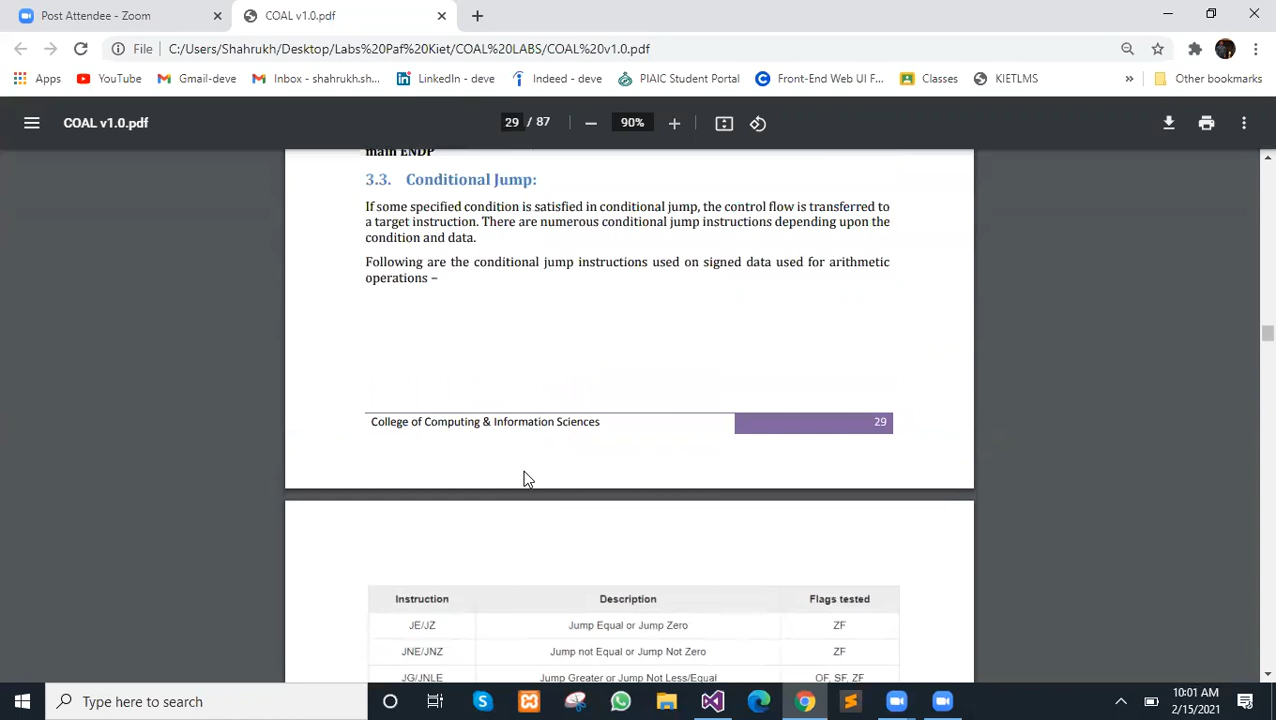 Post Attendee - Zoom
COAL v1.0.pdf
File
C:/Users/Shahrukh/Desktop/Labs%20Paf%20Kiet/COAL%20LABS/COAL%20v1.0.pdf
Apps
YouTube
Gmail-deve
Inbox - shahrukh.sh...
LinkedIn - deve
Indeed - deve
PIAIC Student Portal
Front-End Web UI F...
Classes
KIETLMS
»
Other bookmarks
COAL v1.0.pdf
29 / 87
90%
main ENDP
3.3. Conditional Jump:
If some specified condition is satisfied in conditional jump, the control flow is transferred to
a target instruction. There are numerous conditional jump instructions depending upon the
condition and data.
Following are the conditional jump instructions used on signed data used for arithmetic
operations –
College of Computing & Information Sciences
29
Instruction Description Flags tested
JE/JZ Jump Equal or Jump Zero ZF
JNE/JNZ Jump not Equal or Jump Not Zero ZF
JG/JNLE Jump Greater or Jump Not Less/Equal OF, SF, ZF
Type here to search
10:01 AM
2/15/2021